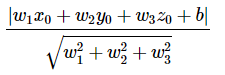 |w₁x₀ + w₂y₀ + w₃z₀ + b|
√(w₁² + w₂² + w₃²)